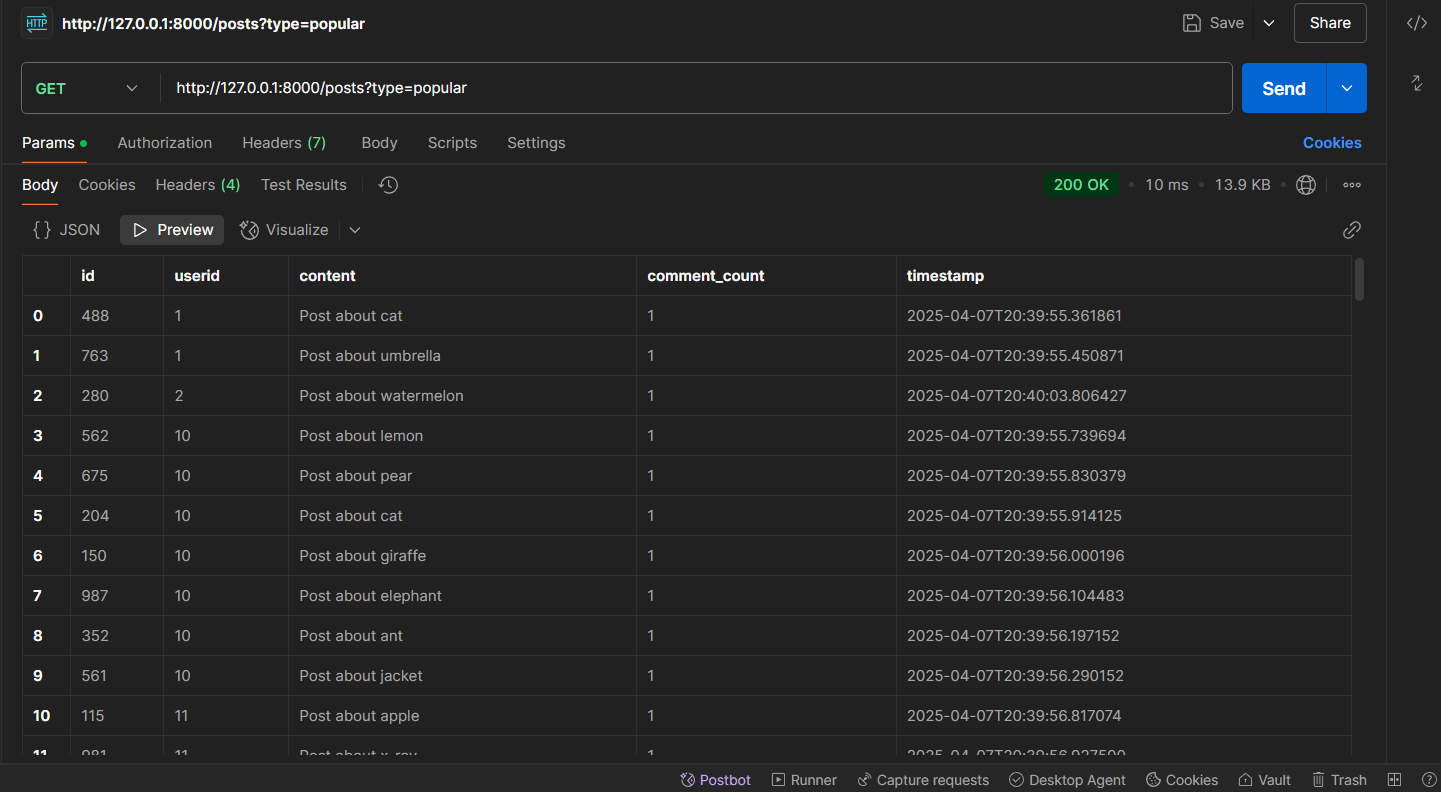 HTTP http://127.0.0.1:8000/posts?type=popular Save Share </>
GET http://127.0.0.1:8000/posts?type=popular Send
Params Authorization Headers (7) Body Scripts Settings Cookies
Body Cookies Headers (4) Test Results 200 OK 10 ms 13.9 KB
{} JSON Preview Visualize
id userid content comment_count timestamp
0 488 1 Post about cat 1 2025-04-07T20:39:55.361861
1 763 1 Post about umbrella 1 2025-04-07T20:39:55.450871
2 280 2 Post about watermelon 1 2025-04-07T20:40:03.806427
3 562 10 Post about lemon 1 2025-04-07T20:39:55.739694
4 675 10 Post about pear 1 2025-04-07T20:39:55.830379
5 204 10 Post about cat 1 2025-04-07T20:39:55.914125
6 150 10 Post about giraffe 1 2025-04-07T20:39:56.000196
7 987 10 Post about elephant 1 2025-04-07T20:39:56.104483
8 352 10 Post about ant 1 2025-04-07T20:39:56.197152
9 561 10 Post about jacket 1 2025-04-07T20:39:56.290152
10 115 11 Post about apple 1 2025-04-07T20:39:56.817074
11 981 11 Post about x-ray 1
Postbot Runner Capture requests Desktop Agent Cookies Vault Trash